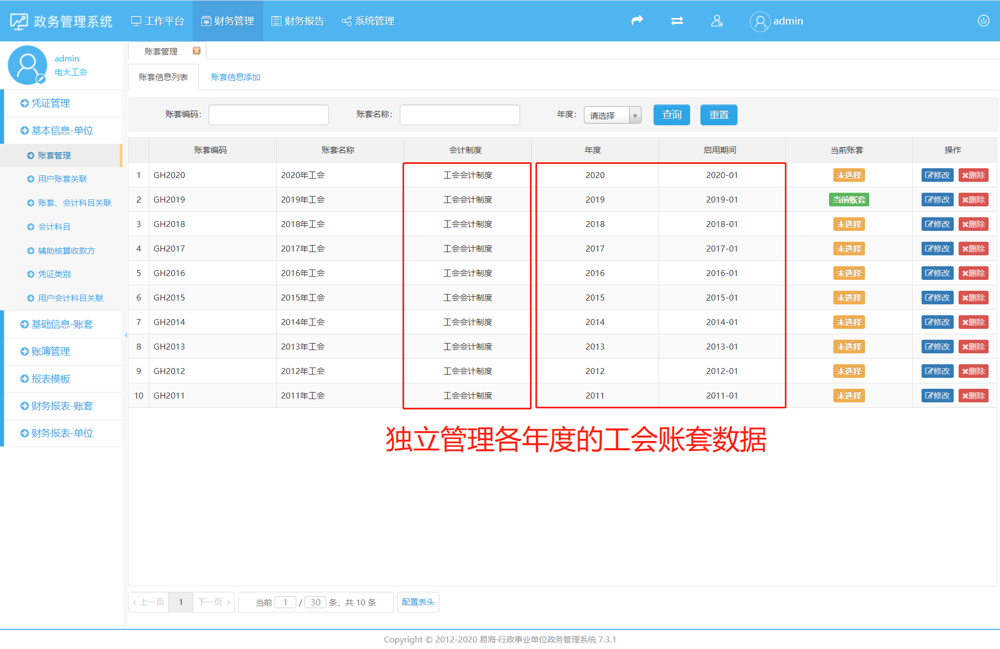 政务管理系统 工作平台 财务管理 财务报告 系统管理 admin
admin
电大工会
凭证管理
基本信息-单位
账套管理
用户账套关联
账套、会计科目关联
会计科目
辅助核算收款方
凭证类别
用户会计科目关联
基础信息-账套
账簿管理
报表模板
财务报表-账套
财务报表-单位
账套管理
账套信息列表 账套信息添加
账套编码: 账套名称: 年度: 请选择 查询 重置
账套编码 账套名称 会计制度 年度 启用期间 当前账套 操作
1 GH2020 2020年工会 工会会计制度 2020 2020-01 未选择 修改 删除
2 GH2019 2019年工会 工会会计制度 2019 2019-01 当前账套 修改 删除
3 GH2018 2018年工会 工会会计制度 2018 2018-01 未选择 修改 删除
4 GH2017 2017年工会 工会会计制度 2017 2017-01 未选择 修改 删除
5 GH2016 2016年工会 工会会计制度 2016 2016-01 未选择 修改 删除
6 GH2015 2015年工会 工会会计制度 2015 2015-01 未选择 修改 删除
7 GH2014 2014年工会 工会会计制度 2014 2014-01 未选择 修改 删除
8 GH2013 2013年工会 工会会计制度 2013 2013-01 未选择 修改 删除
9 GH2012 2012年工会 工会会计制度 2012 2012-01 未选择 修改 删除
10 GH2011 2011年工会 工会会计制度 2011 2011-01 未选择 修改 删除
独立管理各年度的工会账套数据
‹ 上一页 1 下一页 › 当前 1 / 30 条，共 10 条 配置表头
Copyright © 2012-2020 易海·行政事业单位政务管理系统 7.3.1